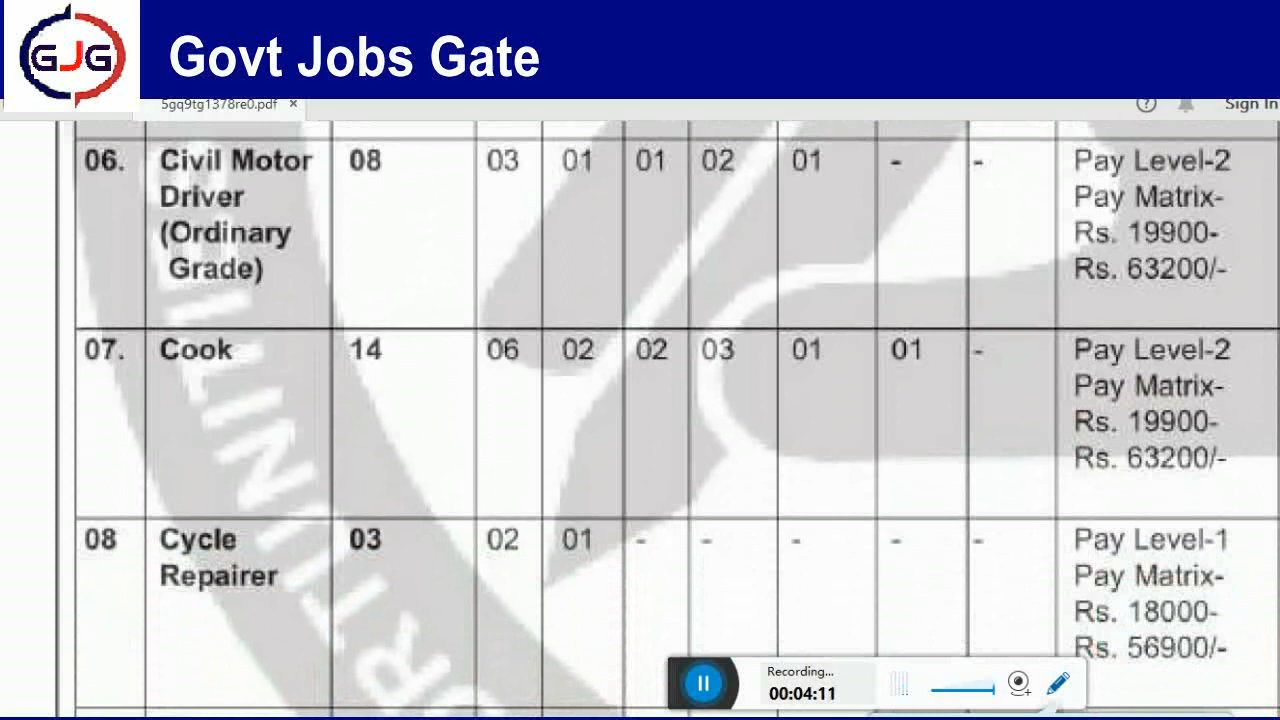 GJG
Govt Jobs Gate
5gq9tg1378re0.pdf ×
? Sign In
06. Civil Motor 08 03 01 01 02 01 - - Pay Level-2
Driver Pay Matrix-
(Ordinary Rs. 19900-
Grade) Rs. 63200/-
07. Cook 14 06 02 02 03 01 01 - Pay Level-2
Pay Matrix-
Rs. 19900-
Rs. 63200/-
08 Cycle 03 02 01 - - - - - Pay Level-1
Repairer Pay Matrix-
Rs. 18000-
Rs. 56900/-
Recording...
00:04:11